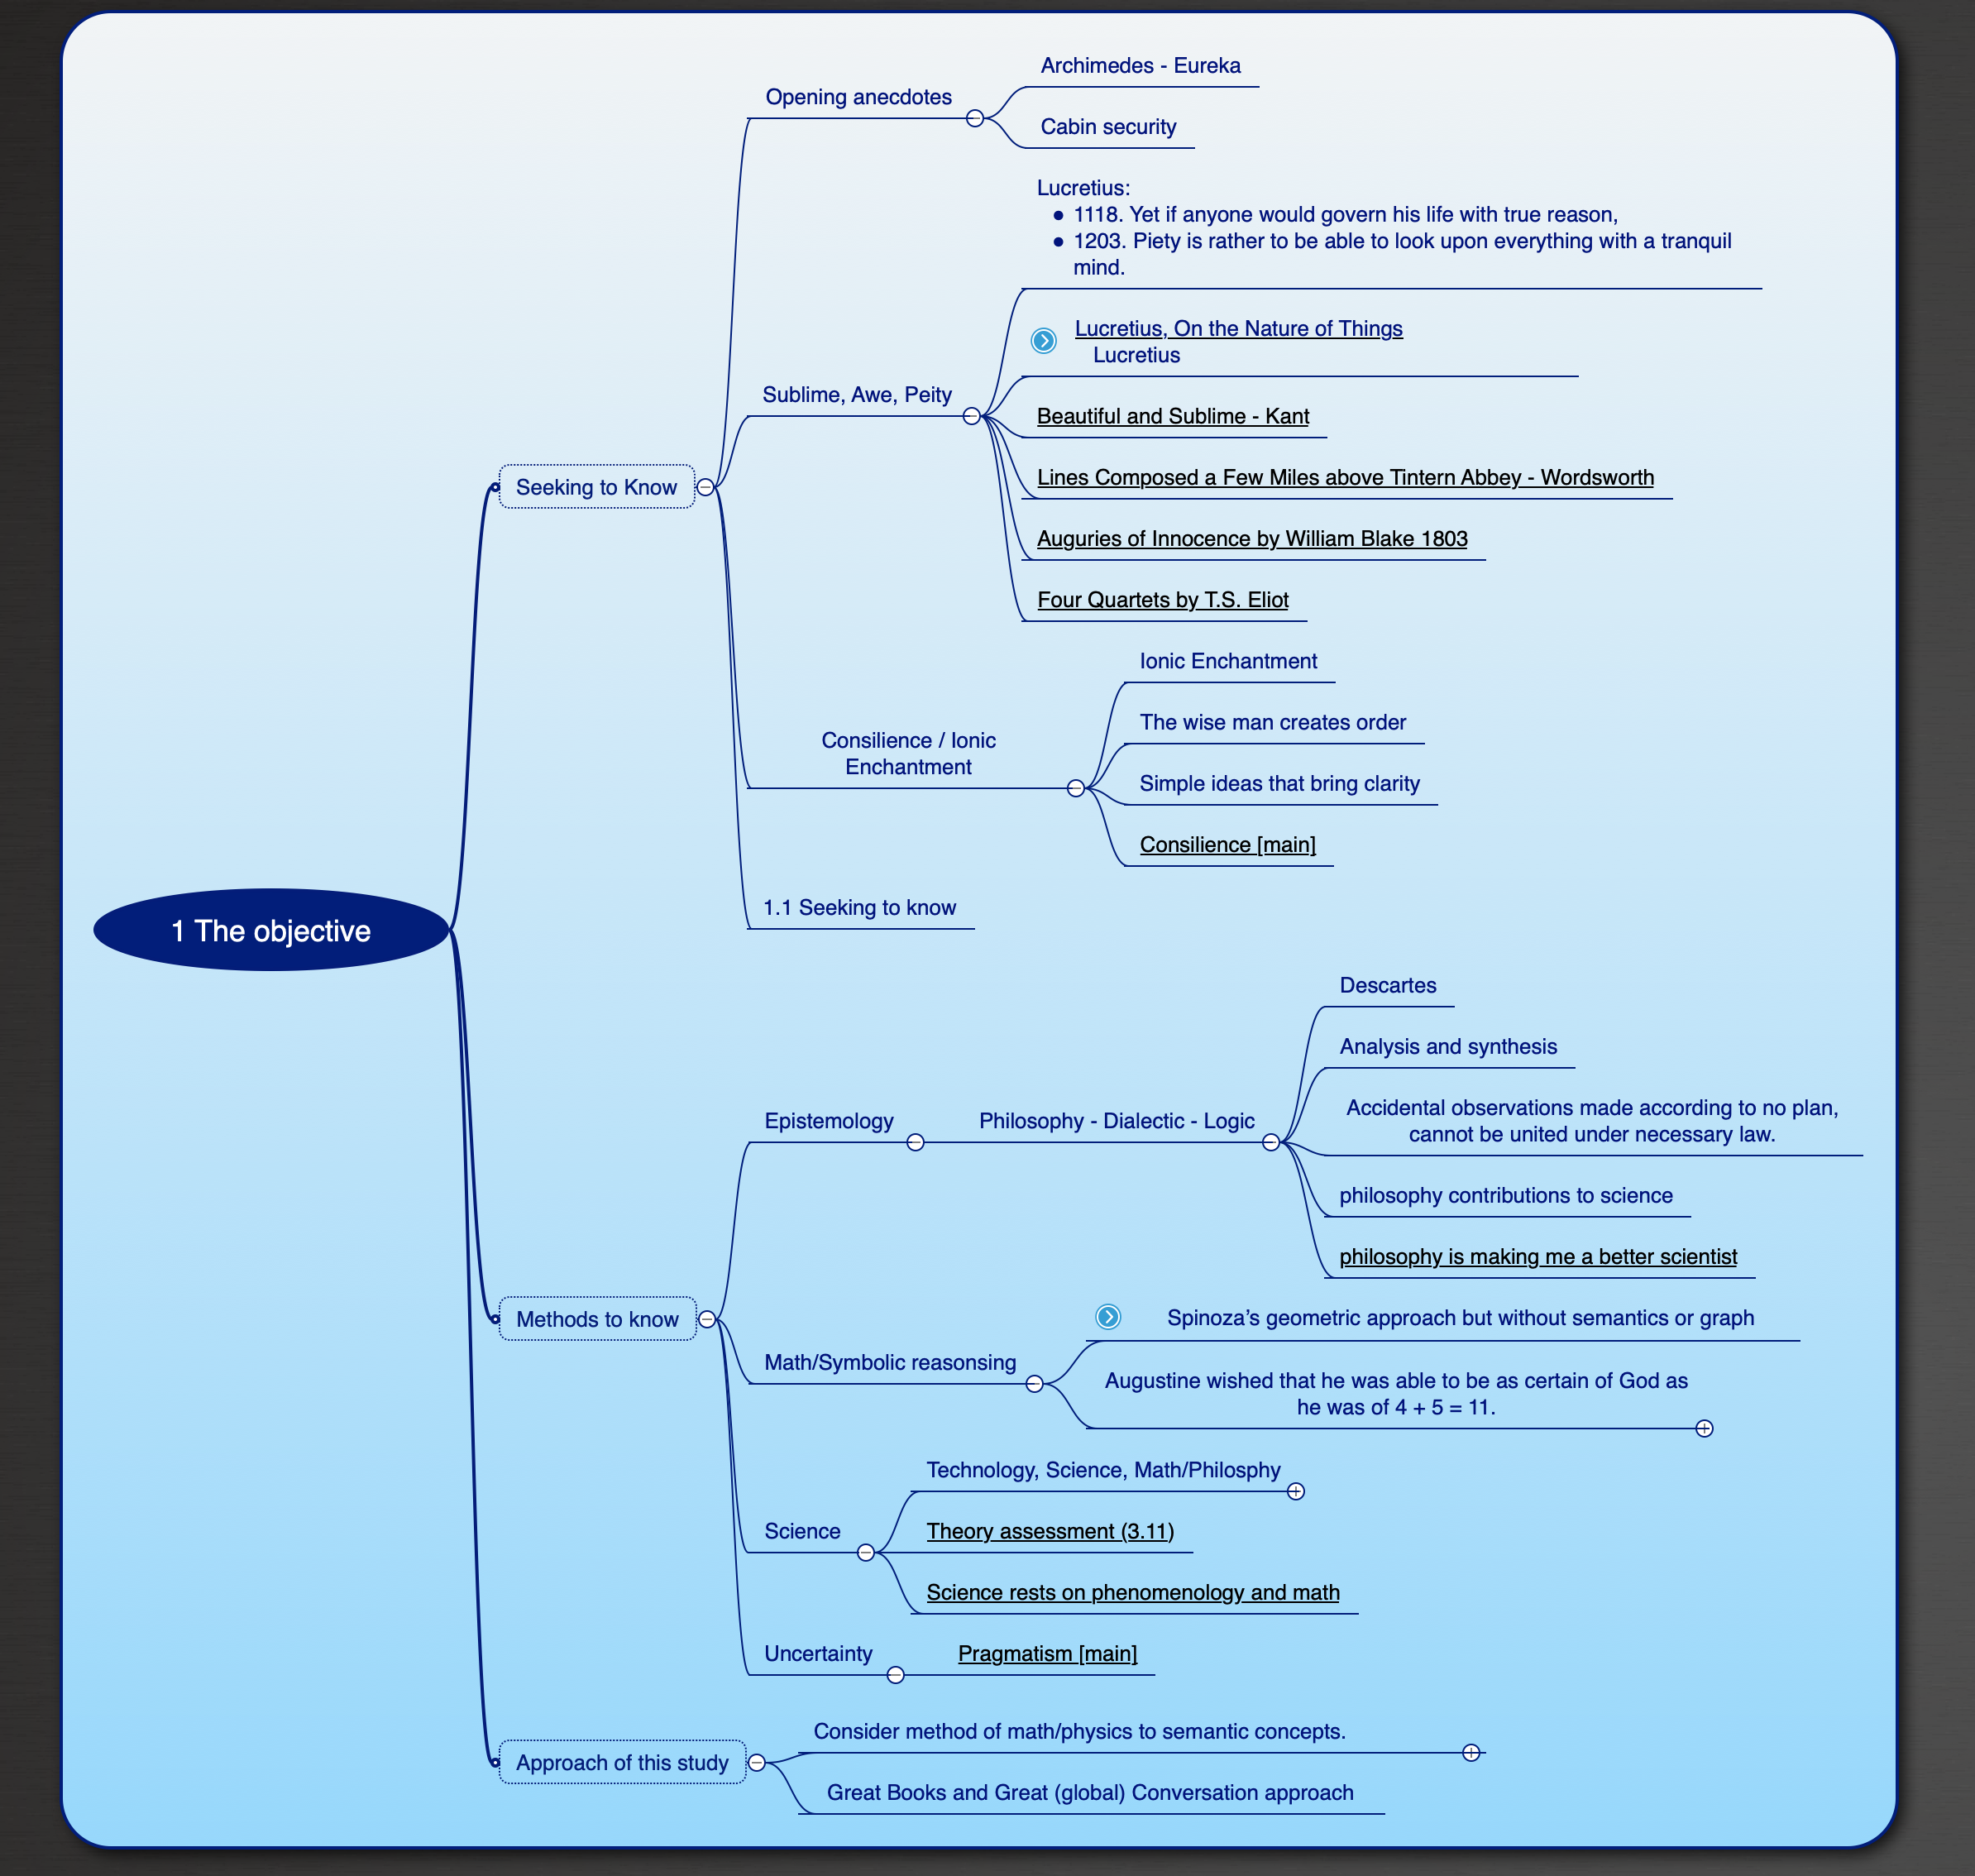 Archimedes - Eureka
Opening anecdotes
Cabin security
Lucretius:
● 1118. Yet if anyone would govern his life with true reason,
● 1203. Piety is rather to be able to look upon everything with a tranquil
mind.
Lucretius, On the Nature of Things
Lucretius
Sublime, Awe, Peity
Beautiful and Sublime - Kant
Lines Composed a Few Miles above Tintern Abbey - Wordsworth
Seeking to Know
Auguries of Innocence by William Blake 1803
Four Quartets by T.S. Eliot
Ionic Enchantment
The wise man creates order
Consilience / Ionic
Enchantment
Simple ideas that bring clarity
Consilience [main]
1.1 Seeking to know
1 The objective
Descartes
Analysis and synthesis
Accidental observations made according to no plan,
cannot be united under necessary law.
Epistemology
Philosophy - Dialectic - Logic
philosophy contributions to science
philosophy is making me a better scientist
Methods to know
Spinoza’s geometric approach but without semantics or graph
Math/Symbolic reasonsing
Augustine wished that he was able to be as certain of God as
he was of 4 + 5 = 11.
Technology, Science, Math/Philosphy
Science
Theory assessment (3.11)
Science rests on phenomenology and math
Uncertainty
Pragmatism [main]
Consider method of math/physics to semantic concepts.
Approach of this study
Great Books and Great (global) Conversation approach